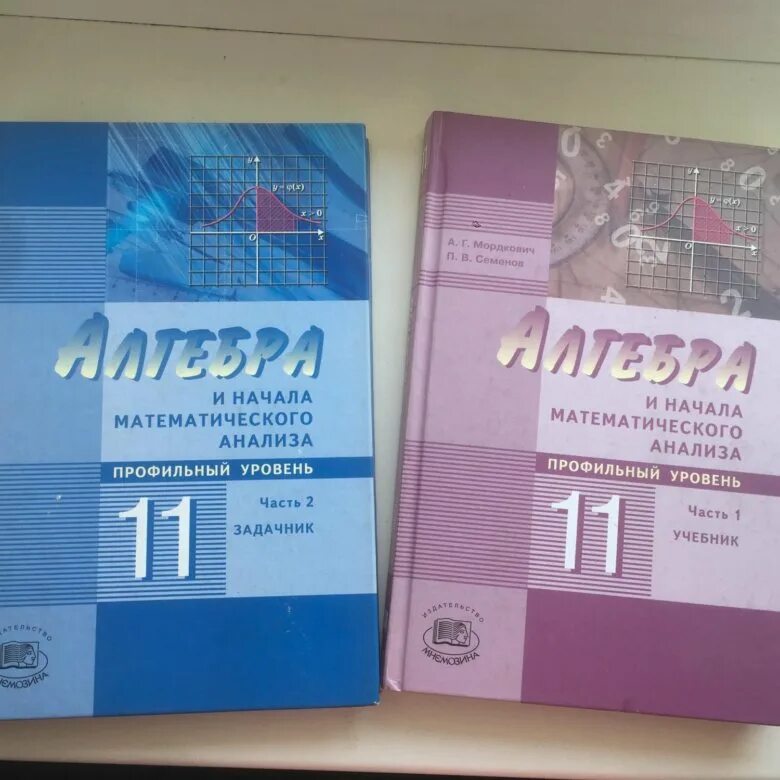 y
y=φ(x)
x>0
O
x
АЛГЕБРА
И НАЧАЛА
МАТЕМАТИЧЕСКОГО
АНАЛИЗА
ПРОФИЛЬНЫЙ УРОВЕНЬ
11
Часть 2
ЗАДАЧНИК
МНЕМОЗИНА
А. Г. Мордкович
П. В. Семенов
y
y=φ(x)
x>0
O
x
АЛГЕБРА
И НАЧАЛА
МАТЕМАТИЧЕСКОГО
АНАЛИЗА
ПРОФИЛЬНЫЙ УРОВЕНЬ
11
Часть 1
УЧЕБНИК
ИЗДАТЕЛЬСТВО
МНЕМОЗИНА